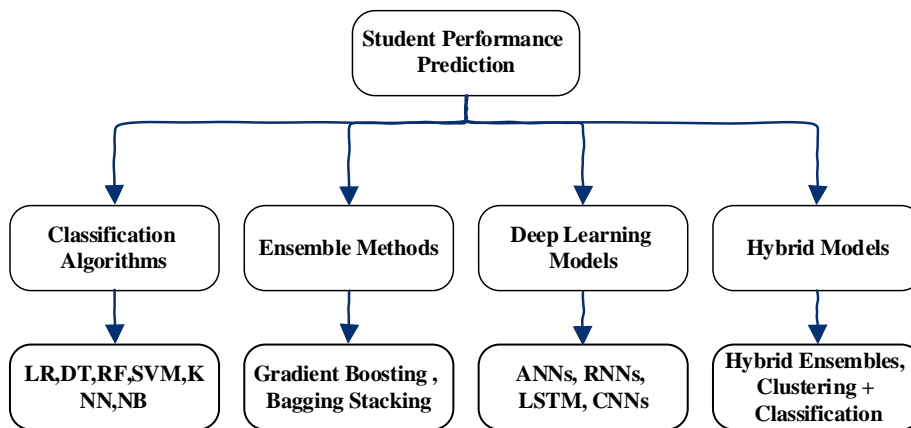 Student Performance
Prediction
Classification
Algorithms
Ensemble Methods
Deep Learning
Models
Hybrid Models
LR,DT,RF,SVM,K
NN,NB
Gradient Boosting ,
Bagging Stacking
ANNs, RNNs,
LSTM, CNNs
Hybrid Ensembles,
Clustering +
Classification